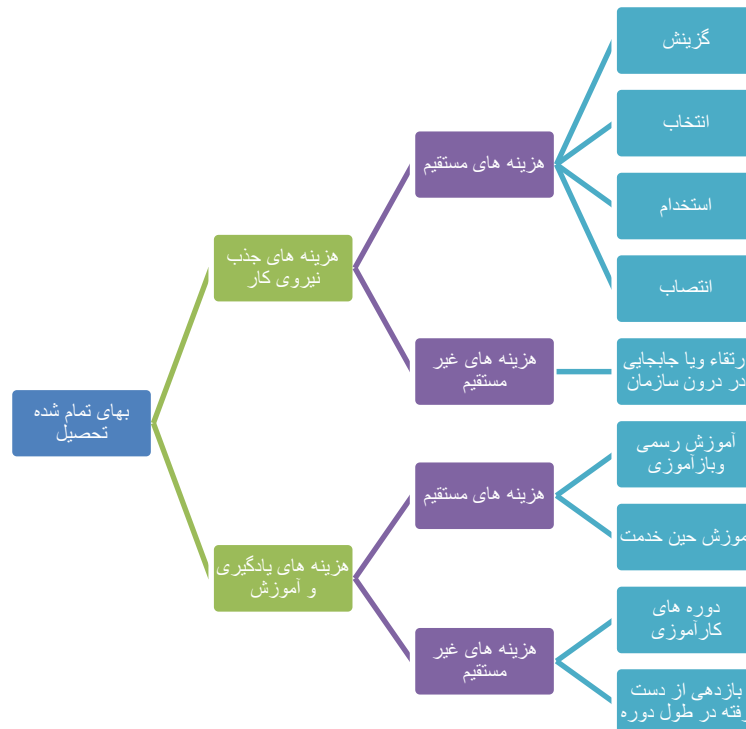 بهای تمام شده
تحصیل
هزینه های جذب
نیروی کار
هزینه های مستقیم
گزینش
انتخاب
استخدام
انتصاب
هزینه های غیر
مستقیم
رتقاء ویا جابجایی
در درون سازمان
هزینه های یادگیری
و آموزش
هزینه های مستقیم
آموزش رسمی
وبازآموزی
موزش حین خدمت
هزینه های غیر
مستقیم
دوره های
کارآموزی
بازدهی از دست
رفته در طول دوره